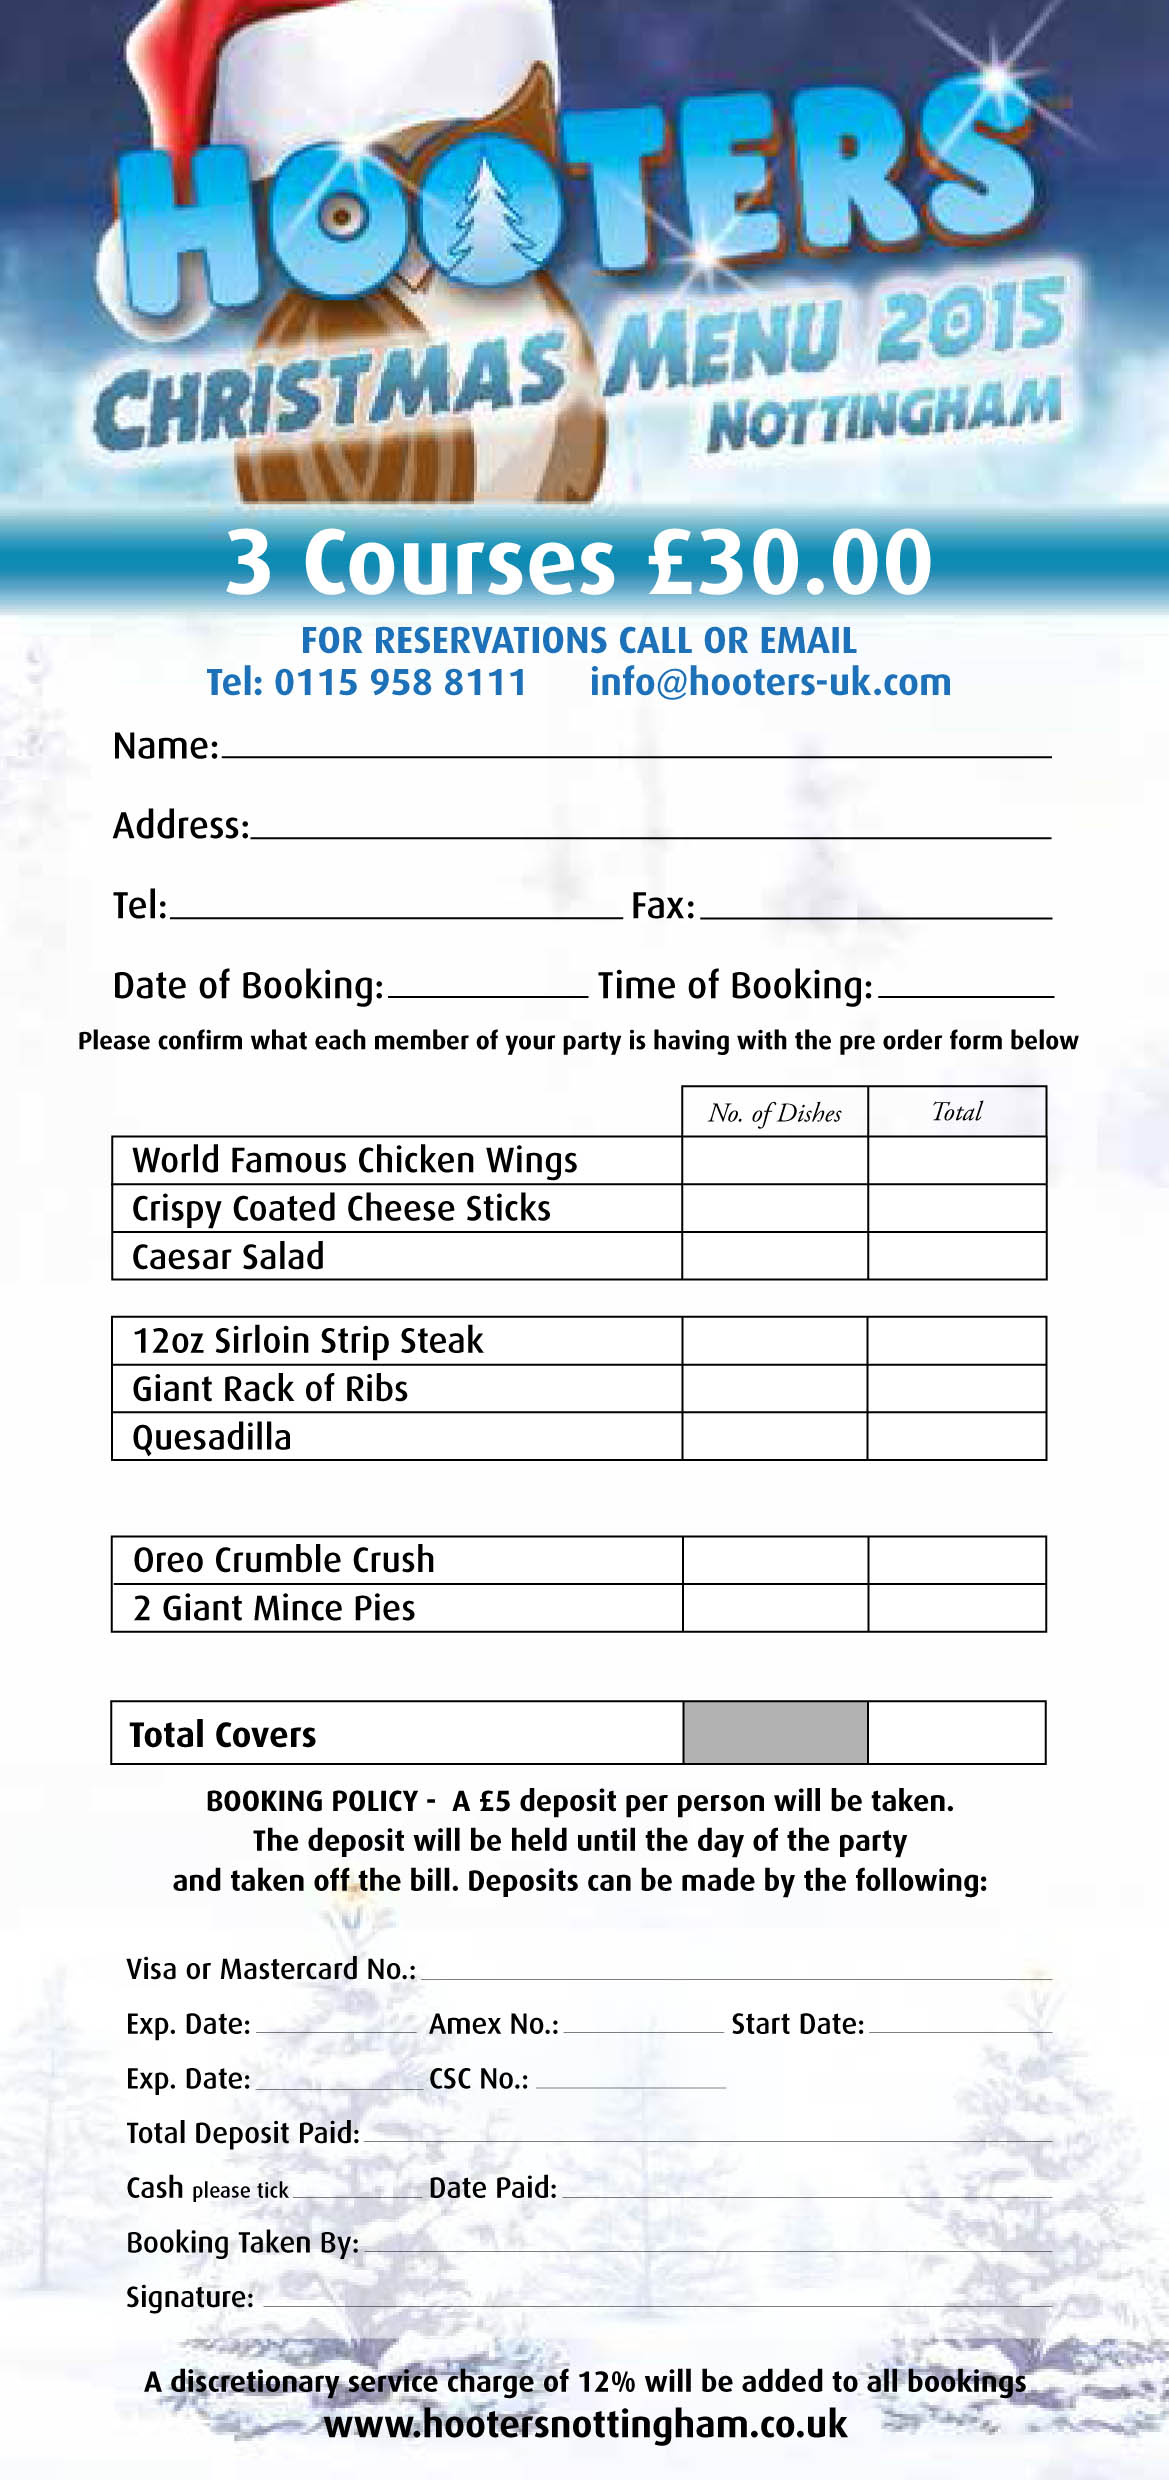 HOOTERS
CHRISTMAS MENU 2015
NOTTINGHAM
3 Courses £30.00
FOR RESERVATIONS CALL OR EMAIL
Tel: 0115 958 8111 info@hooters-uk.com
Name:
Address:
Tel: Fax:
Date of Booking: Time of Booking:
Please confirm what each member of your party is having with the pre order form below
No. of Dishes Total
World Famous Chicken Wings
Crispy Coated Cheese Sticks
Caesar Salad
12oz Sirloin Strip Steak
Giant Rack of Ribs
Quesadilla
Oreo Crumble Crush
2 Giant Mince Pies
Total Covers
BOOKING POLICY - A £5 deposit per person will be taken.
The deposit will be held until the day of the party
and taken off the bill. Deposits can be made by the following:
Visa or Mastercard No.:
Exp. Date: Amex No.: Start Date:
Exp. Date: CSC No.:
Total Deposit Paid:
Cash please tick Date Paid:
Booking Taken By:
Signature:
A discretionary service charge of 12% will be added to all bookings
www.hootersnottingham.co.uk